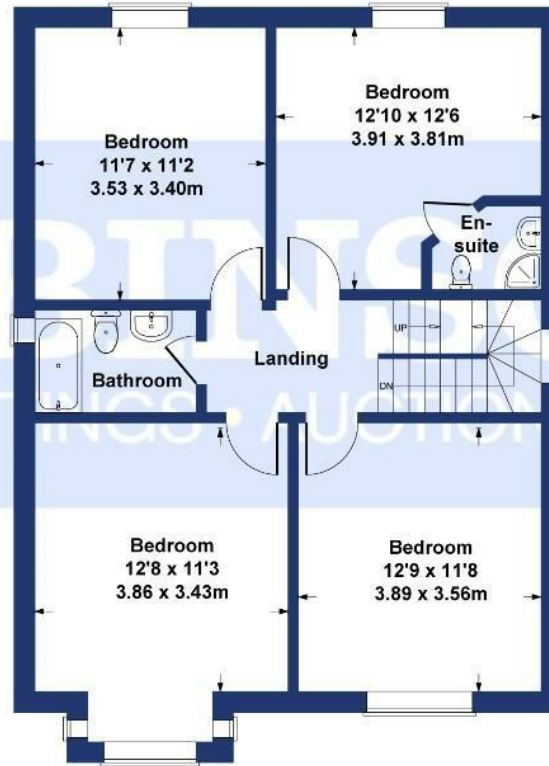 Bedroom
11'7 x 11'2
3.53 x 3.40m
Bedroom
12'10 x 12'6
3.91 x 3.81m
En-
suite
Bathroom
Landing
UP
DN
Bedroom
12'8 x 11'3
3.86 x 3.43m
Bedroom
12'9 x 11'8
3.89 x 3.56m